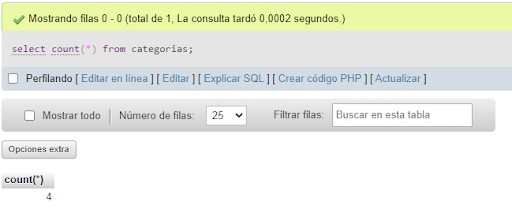 Mostrando filas 0 - 0 (total de 1, La consulta tardó 0,0002 segundos.)
select count(*) from categorias;
Perfilando [ Editar en línea ] [ Editar ] [ Explicar SQL ] [ Crear código PHP ] [ Actualizar ]
Mostrar todo Número de filas: 25 Filtrar filas: Buscar en esta tabla
Opciones extra
count(*)
4